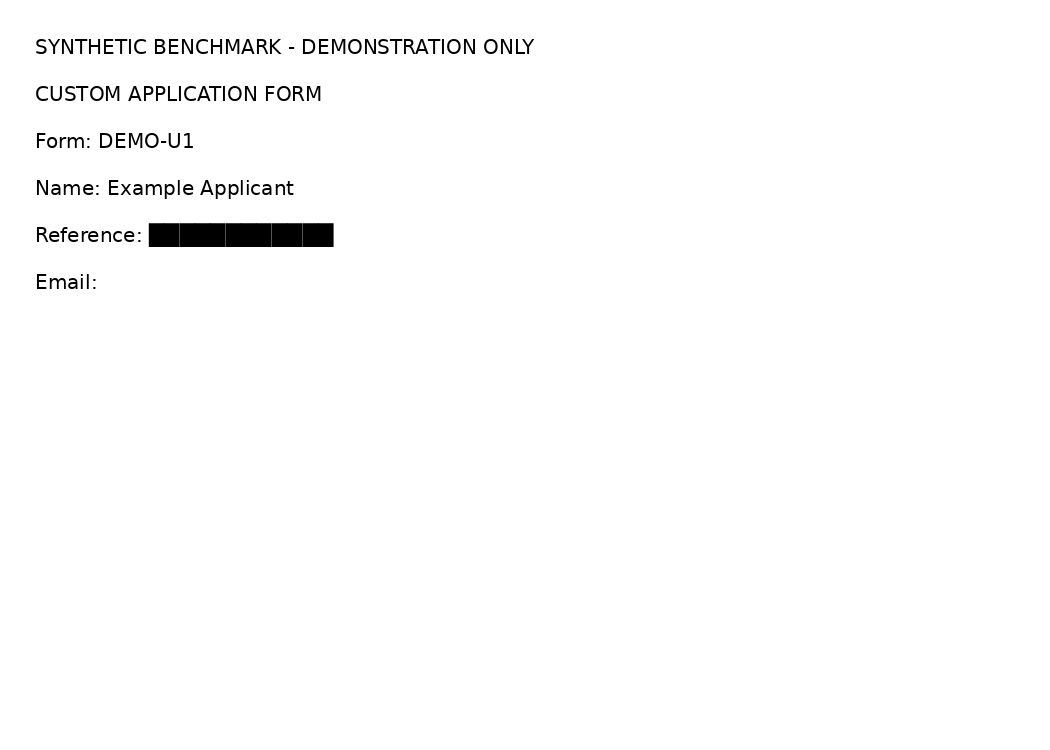 SYNTHETIC BENCHMARK - DEMONSTRATION ONLY
CUSTOM APPLICATION FORM
Form: DEMO-U1
Name: Example Applicant
Reference:
Email: